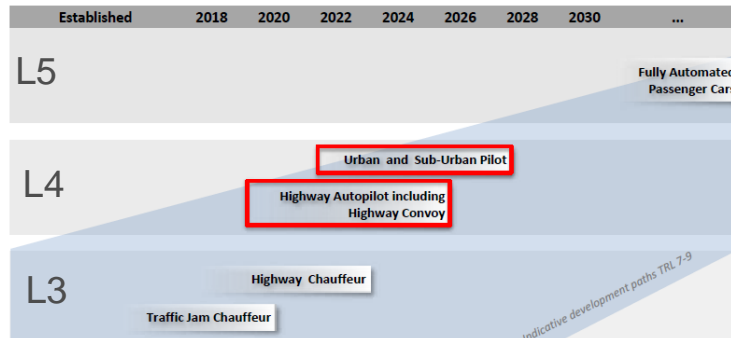 Established 2018 2020 2022 2024 2026 2028 2030 ...
L5
Fully Automated
Passenger Cars
L4
Urban and Sub-Urban Pilot
Highway Autopilot including
Highway Convoy
L3
Highway Chauffeur
Traffic Jam Chauffeur
Indicative development paths TRL 7-9